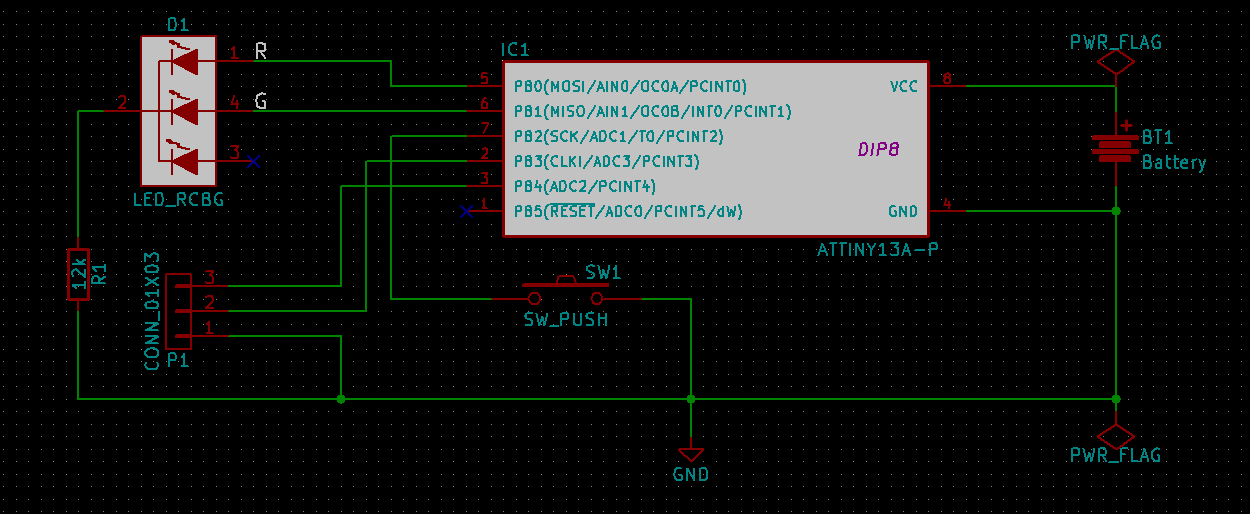 D1
PWR_FLAG
R
1
IC1
5
PB0(MOSI/AIN0/OC0A/PCINT0)
VCC
8
2
4
G
6
PB1(MISO/AIN1/OC0B/INT0/PCINT1)
7
PB2(SCK/ADC1/T0/PCINT2)
DIP8
+
BT1
Battery
3
2
PB3(CLKI/ADC3/PCINT3)
3
PB4(ADC2/PCINT4)
LED_RCBG
1
PB5(RESET/ADC0/PCINT5/dW)
GND
4
ATTINY13A-P
12k
R1
CONN_01X03
3
2
1
P1
SW1
SW_PUSH
GND
PWR_FLAG